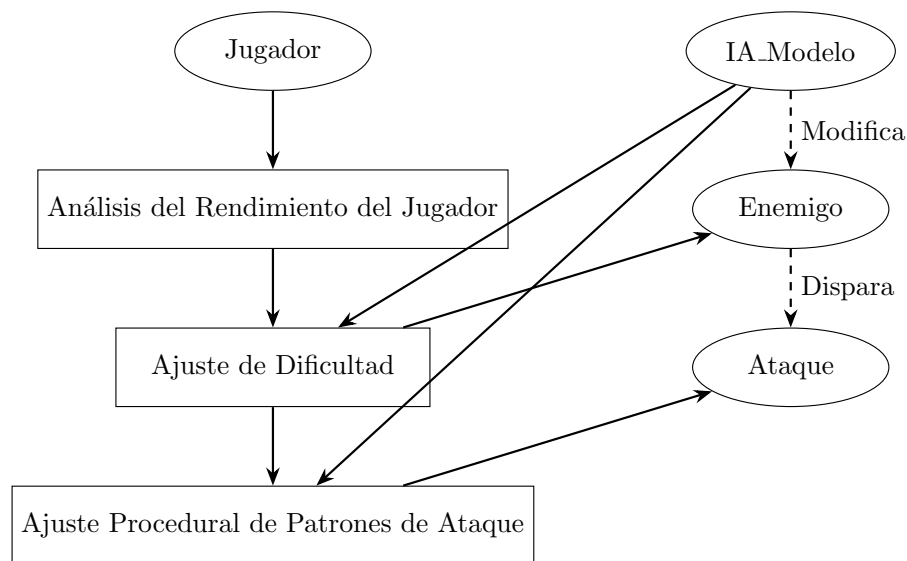 Jugador
IA_Modelo
Modifica
Análisis del Rendimiento del Jugador
Enemigo
Dispara
Ajuste de Dificultad
Ataque
Ajuste Procedural de Patrones de Ataque